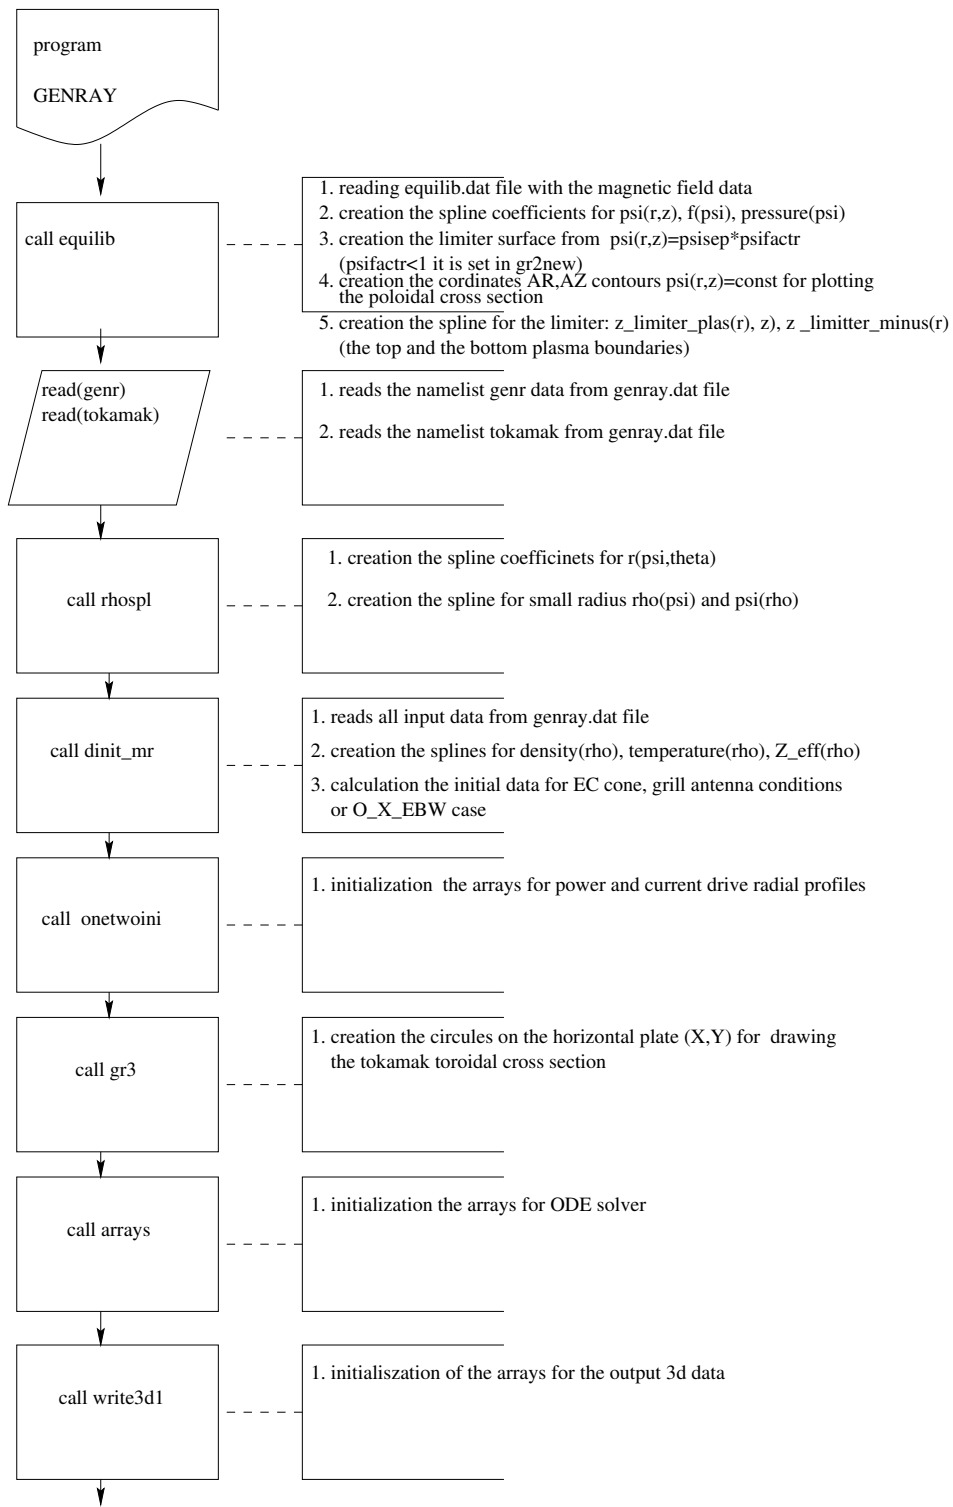 program
GENRAY
call equilib
1. reading equilib.dat file with the magnetic field data
2. creation the spline coefficients for psi(r,z), f(psi), pressure(psi)
3. creation the limiter surface from  psi(r,z)=psisep*psifactr
(psifactr<1 it is set in gr2new)
4. creation the cordinates AR,AZ contours psi(r,z)=const for plotting
the poloidal cross section
5. creation the spline for the limiter: z_limiter_plas(r), z), z _limitter_minus(r)
(the top and the bottom plasma boundaries)
read(genr)
read(tokamak)
1. reads the namelist genr data from genray.dat file
2. reads the namelist tokamak from genray.dat file
call rhospl
1. creation the spline coefficinets for r(psi,theta)
2. creation the spline for small radius rho(psi) and psi(rho)
call dinit_mr
1. reads all input data from genray.dat file
2. creation the splines for density(rho), temperature(rho), Z_eff(rho)
3. calculation the initial data for EC cone, grill antenna conditions
or O_X_EBW case
call  onetwoini
1. initialization  the arrays for power and current drive radial profiles
call gr3
1. creation the circules on the horizontal plate (X,Y) for  drawing
the tokamak toroidal cross section
call arrays
1. initialization the arrays for ODE solver
call write3d1
1. initialiszation of the arrays for the output 3d data